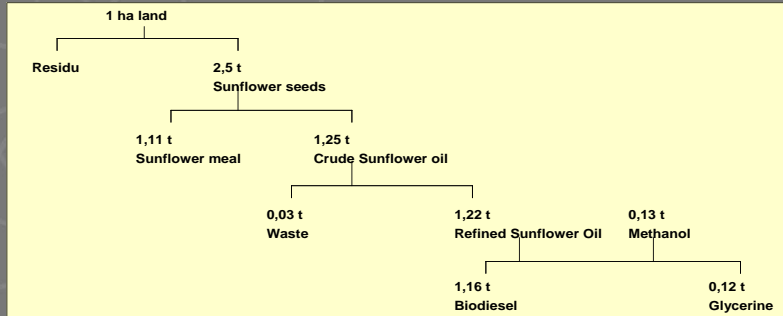 1 ha land
Residu
2,5 t
Sunflower seeds
1,11 t
Sunflower meal
1,25 t
Crude Sunflower oil
0,03 t
Waste
1,22 t
Refined Sunflower Oil
0,13 t
Methanol
1,16 t
Biodiesel
0,12 t
Glycerine